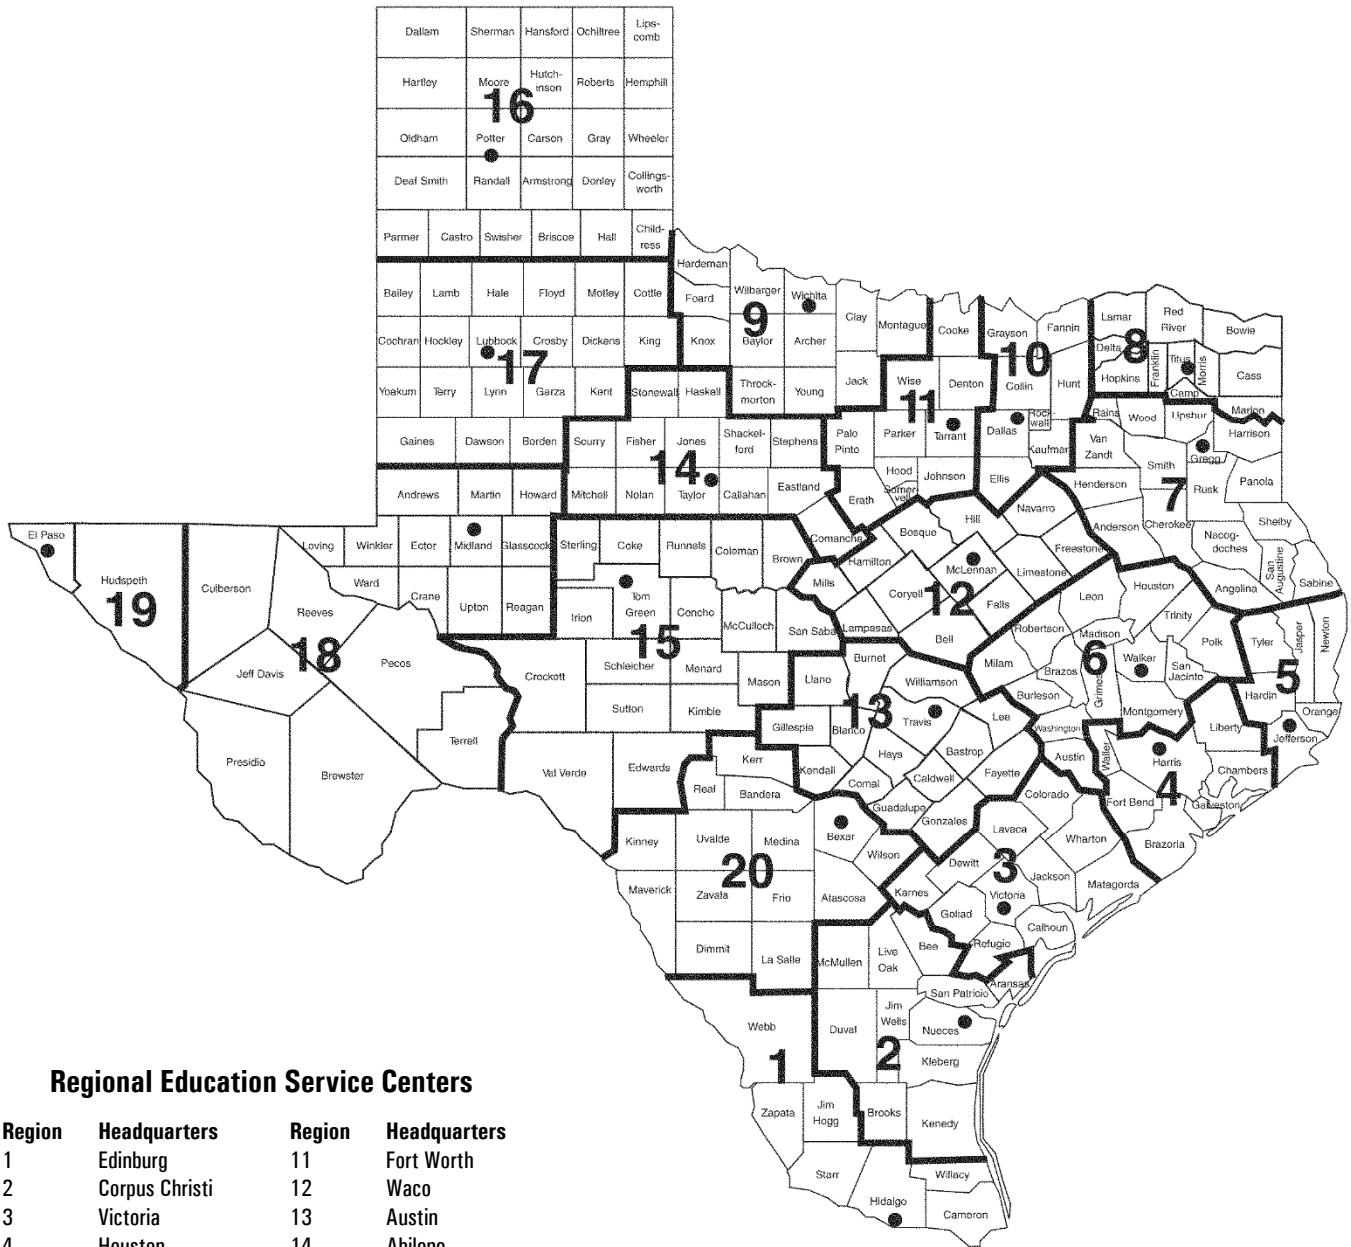 Dallam Sherman Hansford Ochiltree Lips-
comb
Hartley Moore Hutch-
inson Roberts Hemphill
16
Oldham Potter Carson Gray Wheeler
Deaf Smith Randall Armstrong Donley Collings-
worth
Parmer Castro Swisher Briscoe Hall Child-
ress
Hardeman
Bailey Lamb Hale Floyd Motley Cottle Foard Wilbarger Wichita Clay Montague Cooke Grayson Fannin Lamar Red
River Bowie
9 10 8
Cochran Hockley Lubbock Crosby Dickens King Knox Baylor Archer Delta Franklin Titus Morris Cass
17
Yoakum Terry Lynn Garza Kent Stonewall Haskell Throck-
morton Young Jack Wise Denton Collin Hunt Hopkins Camp
11
Gaines Dawson Borden Scurry Fisher Jones Shackel-
ford Stephens Palo
Pinto Parker Tarrant Dallas Rock-
wall Kaufman Rains Wood Upshur Marion Harrison
Van
Zandt
14
Andrews Martin Howard Mitchell Nolan Taylor Callahan Eastland Erath Hood Somer-
vell Johnson Ellis Henderson Smith Gregg Rusk Panola
7
El Paso Loving Winkler Ector Midland Glasscock Sterling Coke Runnels Coleman Brown Comanche Bosque Hill Navarro Anderson Cherokee Shelby
Nacog-
doches
Hudspeth Culberson Ward Crane Upton Reagan Irion Tom
Green Concho McCulloch Mills Hamilton McLennan Limestone Freestone Houston Angelina San
Augustine Sabine
19 Reeves Coryell 12 Falls Leon
18 15 San Saba Lampasas Bell Robertson Madison Trinity Polk Tyler Jasper Newton
Jeff Davis Pecos Crockett Schleicher Menard Mason Llano Burnet Williamson Milam Brazos 6 Walker San
Jacinto Hardin 5
Sutton Kimble 13 Burleson Grimes Montgomery Liberty Orange
Presidio Brewster Terrell Val Verde Edwards Kerr Gillespie Blanco Travis Lee Washington Jefferson
Real Bandera Kendall Hays Bastrop Fayette Austin Waller Harris Chambers
Comal Caldwell Colorado Fort Bend 4 Galveston
Kinney Uvalde Medina Bexar Guadalupe Gonzales Lavaca Wharton Brazoria
20 Wilson Dewitt 3 Jackson Matagorda
Maverick Zavala Frio Atascosa Karnes Goliad Victoria Calhoun
Dimmit La Salle McMullen Live
Oak Bee Refugio
San Patricio Aransas
Webb Duval Jim
Wells Nueces
1 2 Kleberg
Zapata Jim
Hogg Brooks Kenedy
Starr Hidalgo Willacy
Cameron
Regional Education Service Centers
Region Headquarters Region Headquarters
1 Edinburg 11 Fort Worth
2 Corpus Christi 12 Waco
3 Victoria 13 Austin
4 Houston 14 Abilene